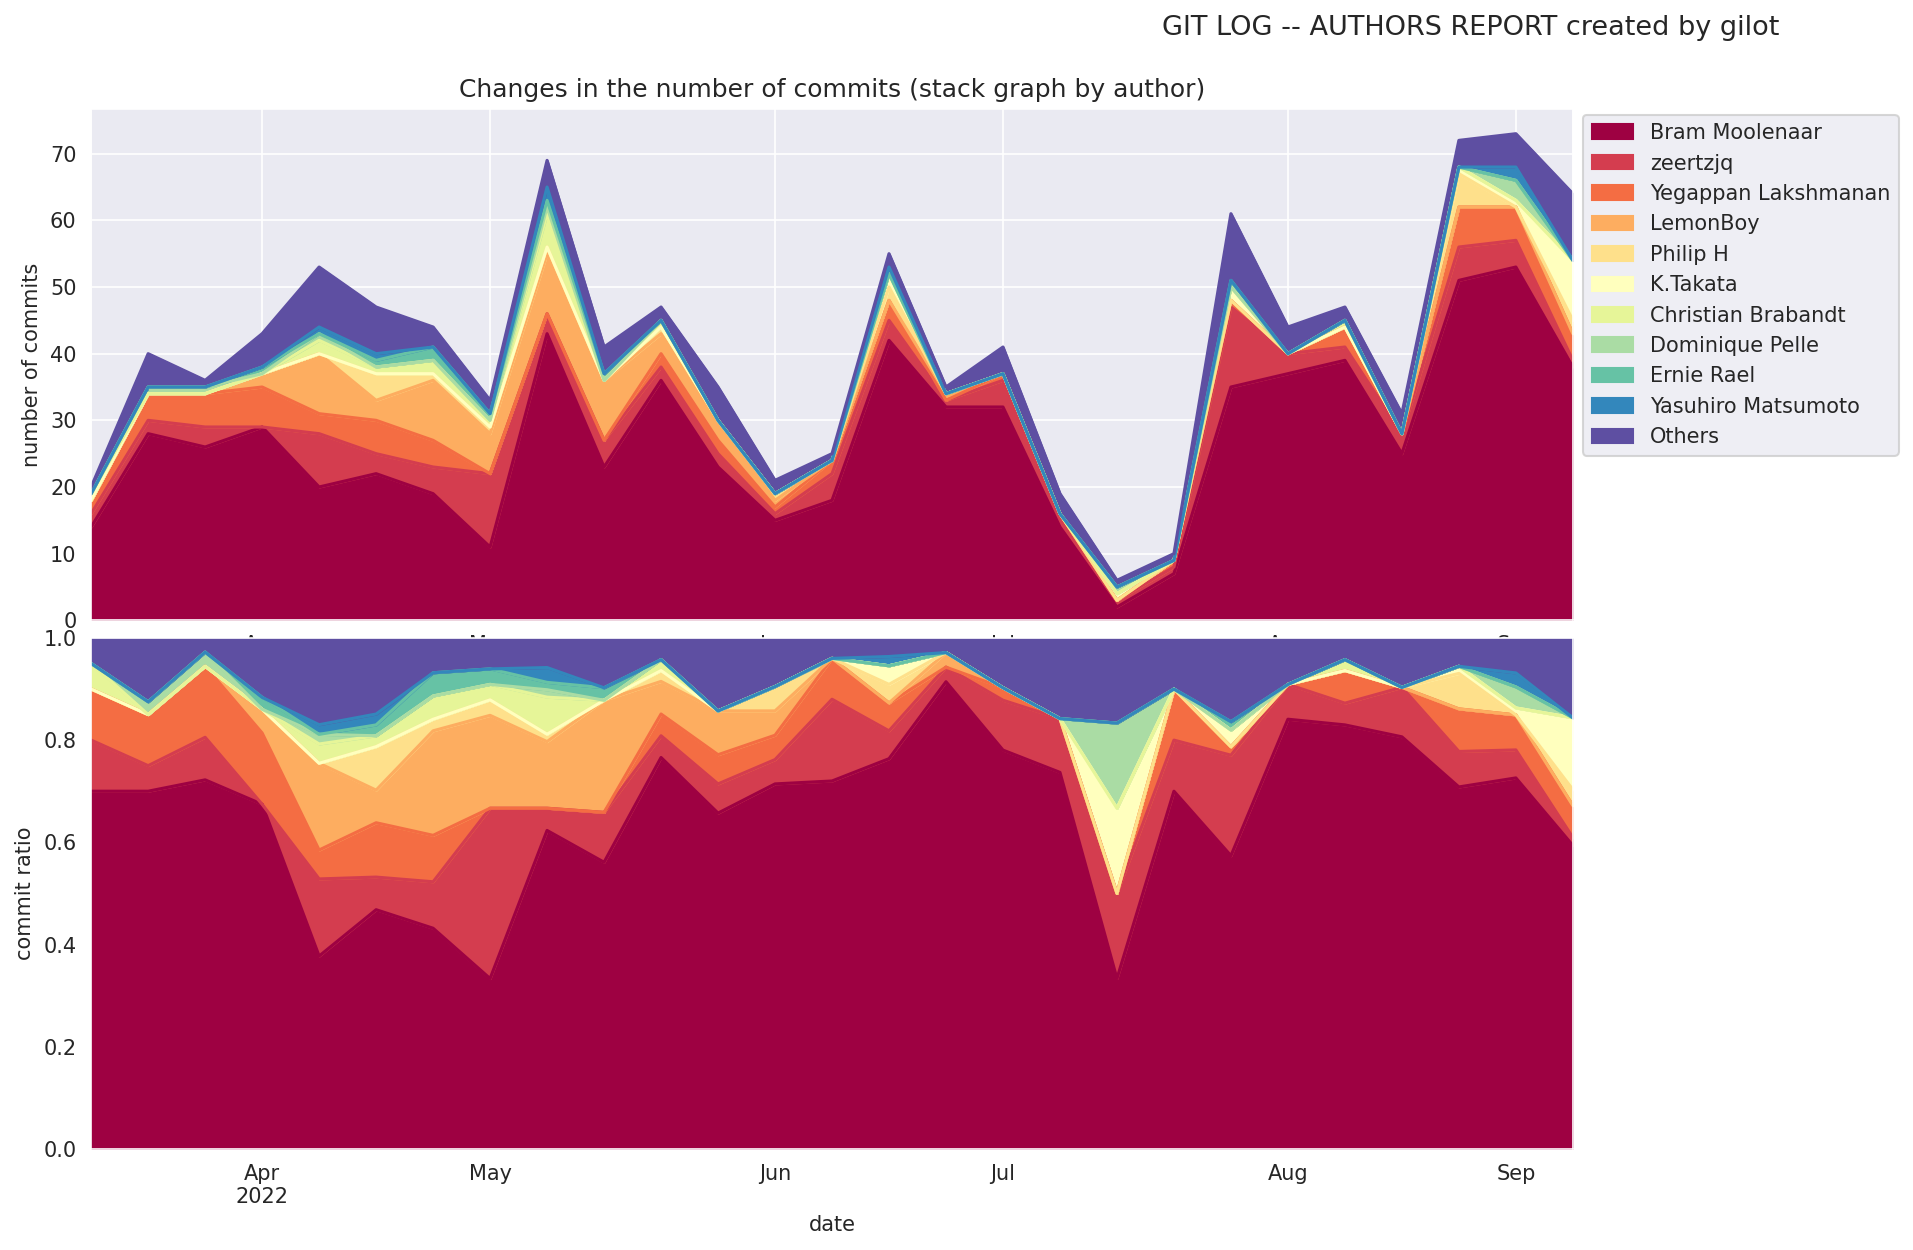 GIT LOG -- AUTHORS REPORT created by gilot
Changes in the number of commits (stack graph by author)
number of commits
70
60
50
40
30
20
10
0
Bram Moolenaar
zeertzjq
Yegappan Lakshmanan
LemonBoy
Philip H
K.Takata
Christian Brabandt
Dominique Pelle
Ernie Rael
Yasuhiro Matsumoto
Others
commit ratio
1.0
0.8
0.6
0.4
0.2
0.0
Apr May Jun Jul Aug Sep
2022
date